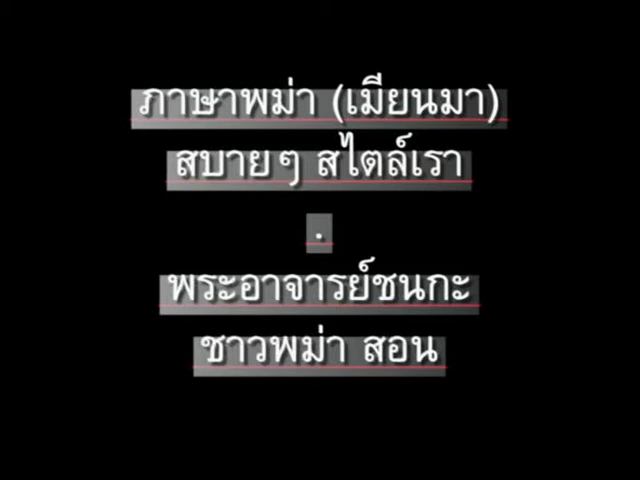 ภาษาพม่า (เมียนมา)
สบายๆ สไตล์เรา
.
พระอาจารย์ชนกะ
ชาวพม่า สอน